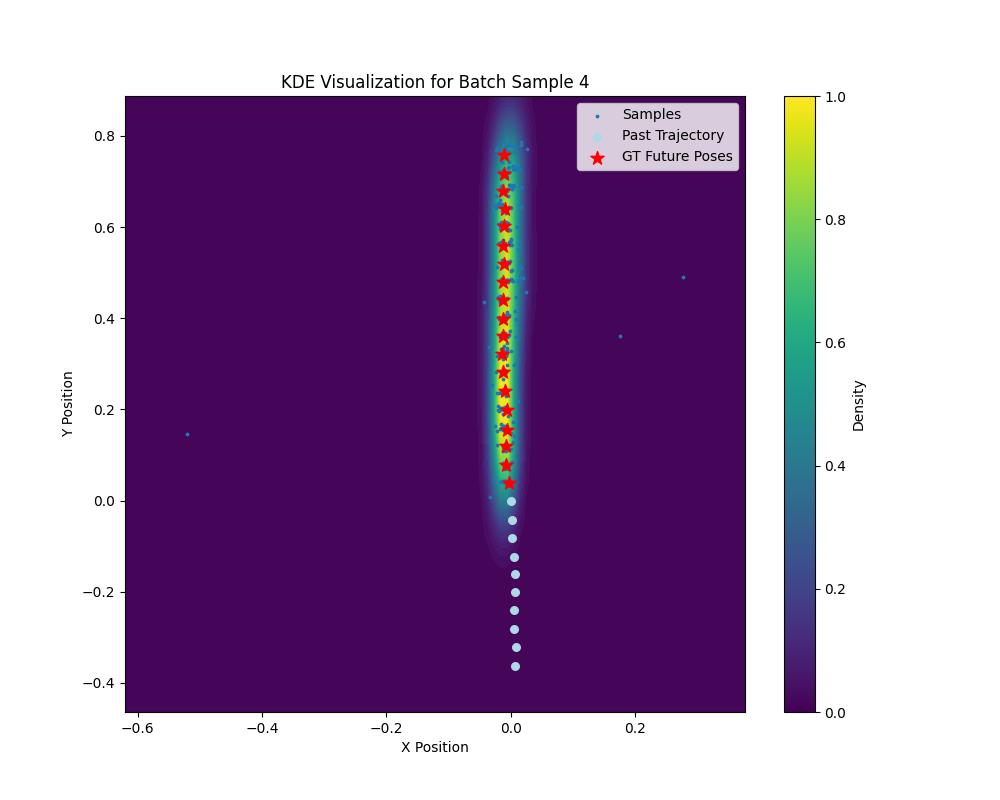 KDE Visualization for Batch Sample 4
Samples
Past Trajectory
GT Future Poses
0.8
0.6
0.4
0.2
0.0
−0.2
−0.4
Y Position
−0.6
−0.4
−0.2
0.0
0.2
X Position
1.0
0.8
0.6
0.4
0.2
0.0
Density